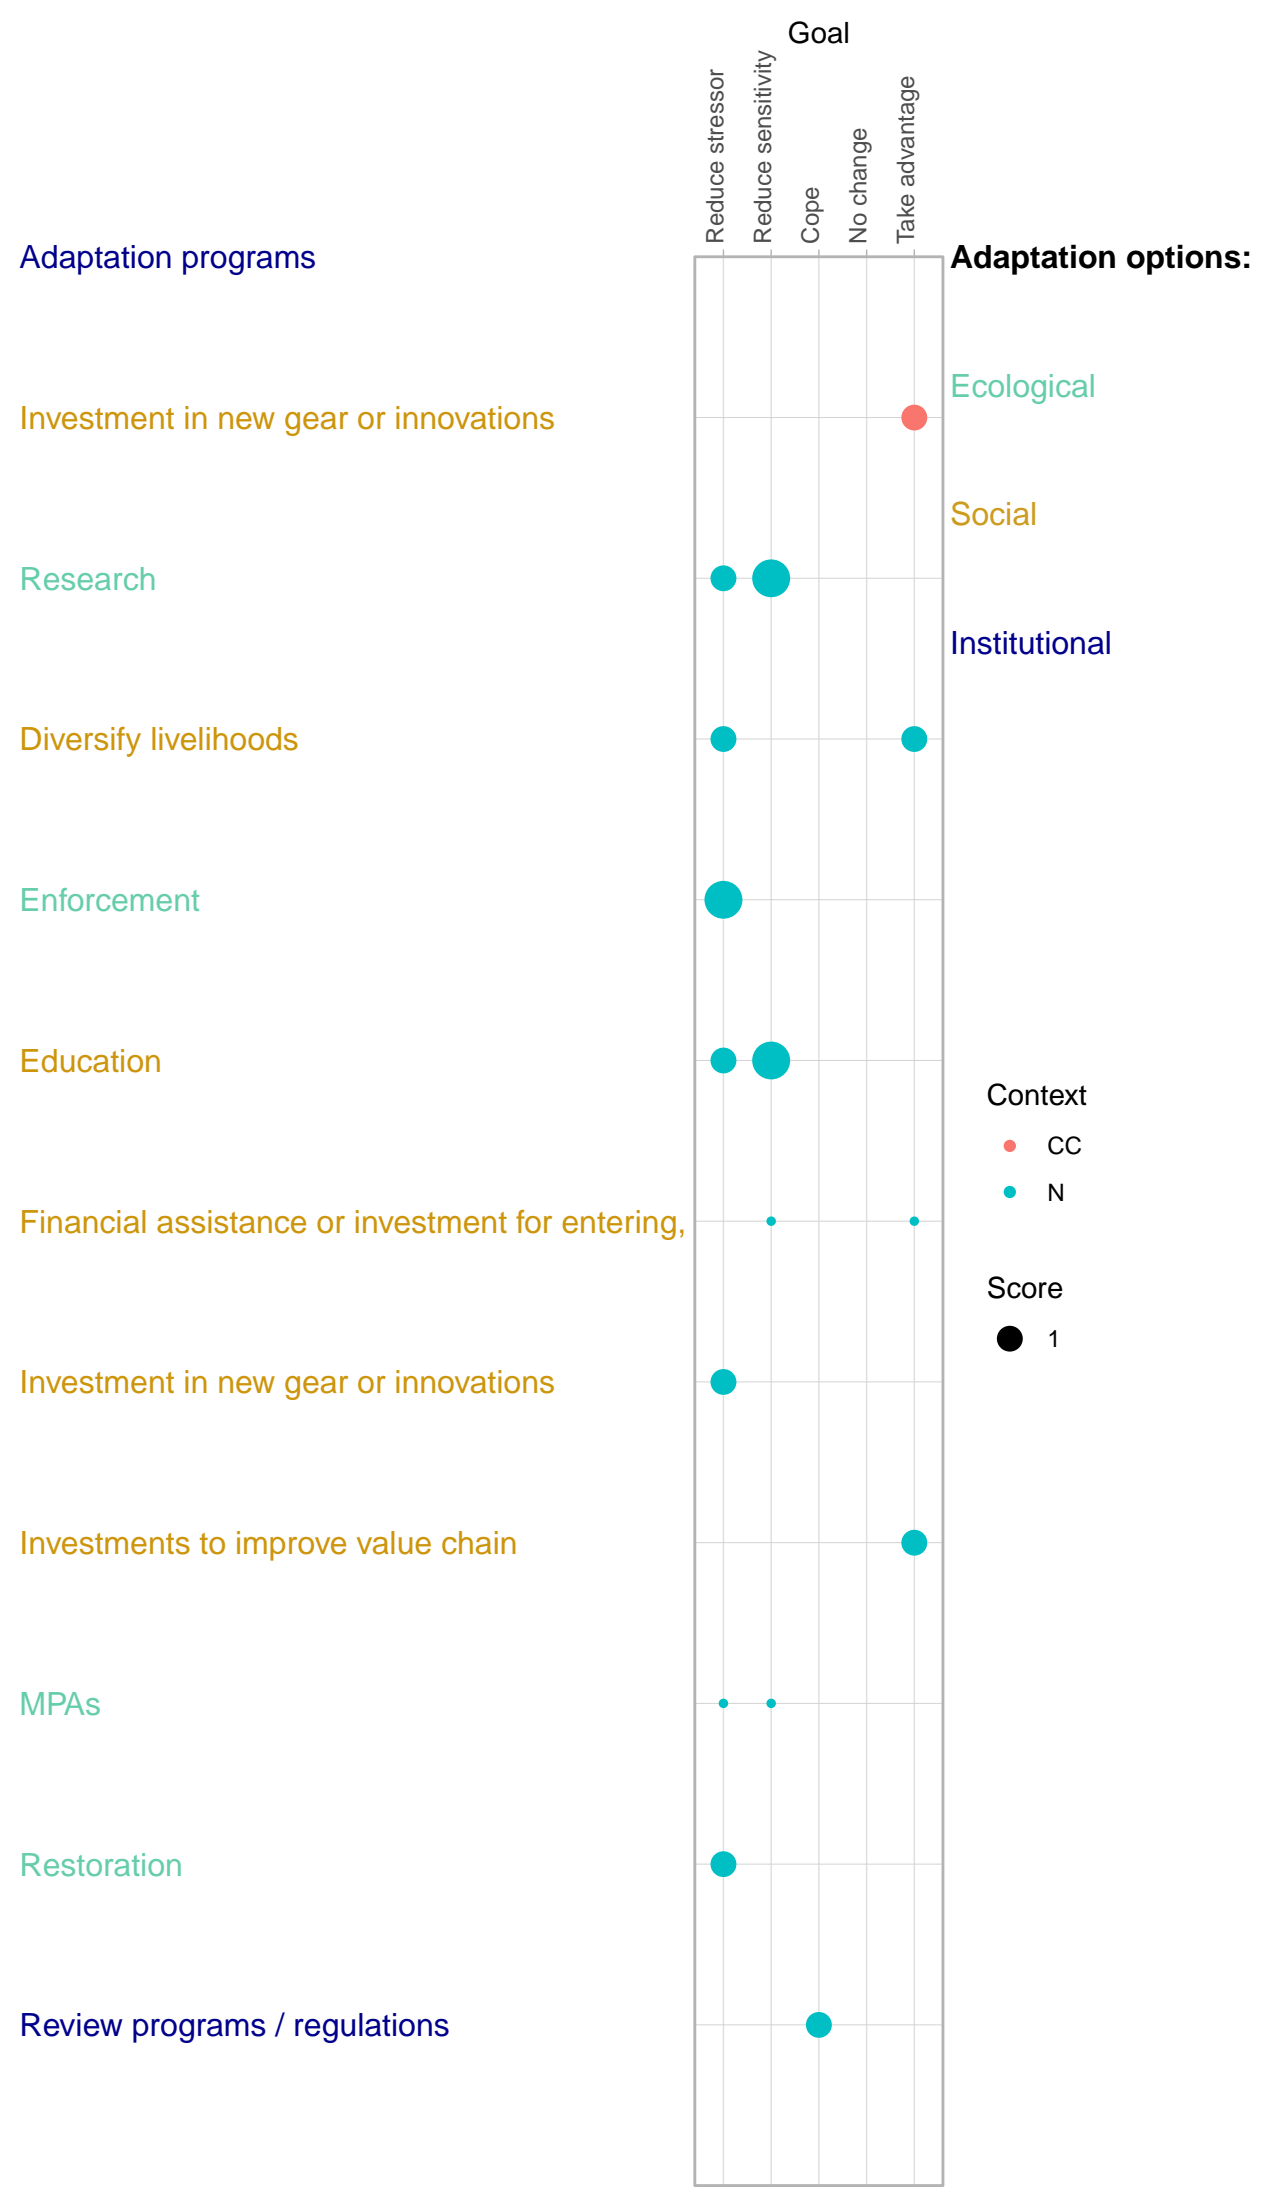 Goal
Reduce stressor
Reduce sensitivity
Cope
No change
Take advantage
Adaptation programs
Adaptation options:
Ecological
Investment in new gear or innovations
Social
Research
Institutional
Diversify livelihoods
Enforcement
Education
Context
CC
N
Financial assistance or investment for entering,
Score
1
Investment in new gear or innovations
Investments to improve value chain
MPAs
Restoration
Review programs / regulations